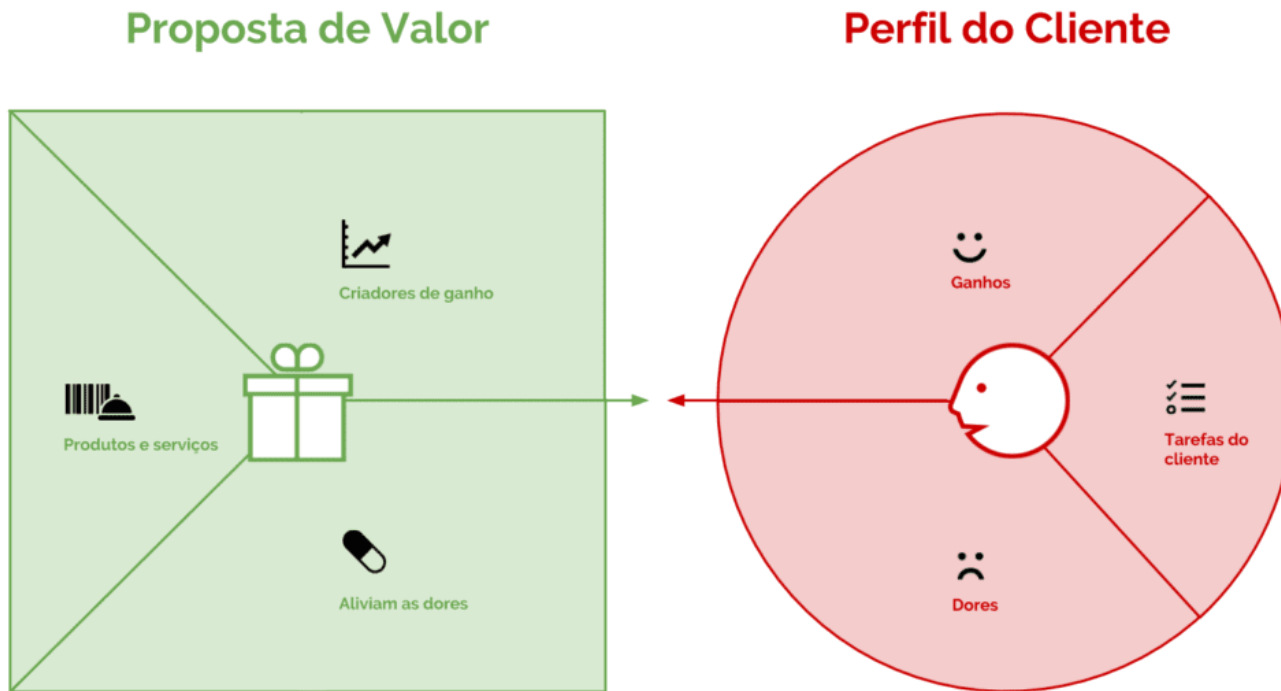 Proposta de Valor
Perfil do Cliente
Criadores de ganho
Produtos e serviços
Aliviam as dores
Ganhos
Tarefas do
cliente
Dores